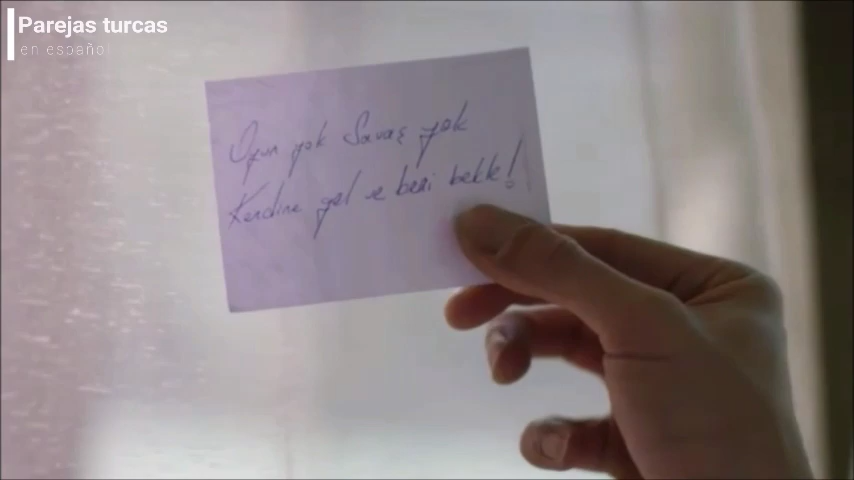 Parejas turcas
en español
Oyun yok Savaş yok
Kendine gel ve beni bekle!